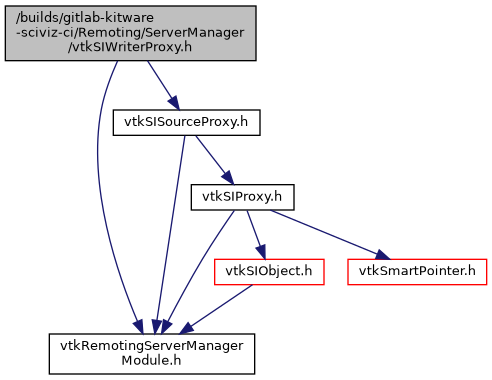 /builds/gitlab-kitware
-sciviz-ci/Remoting/ServerManager
/vtkSIWriterProxy.h
vtkSISourceProxy.h
vtkSIProxy.h
vtkSIObject.h
vtkSmartPointer.h
vtkRemotingServerManager
Module.h